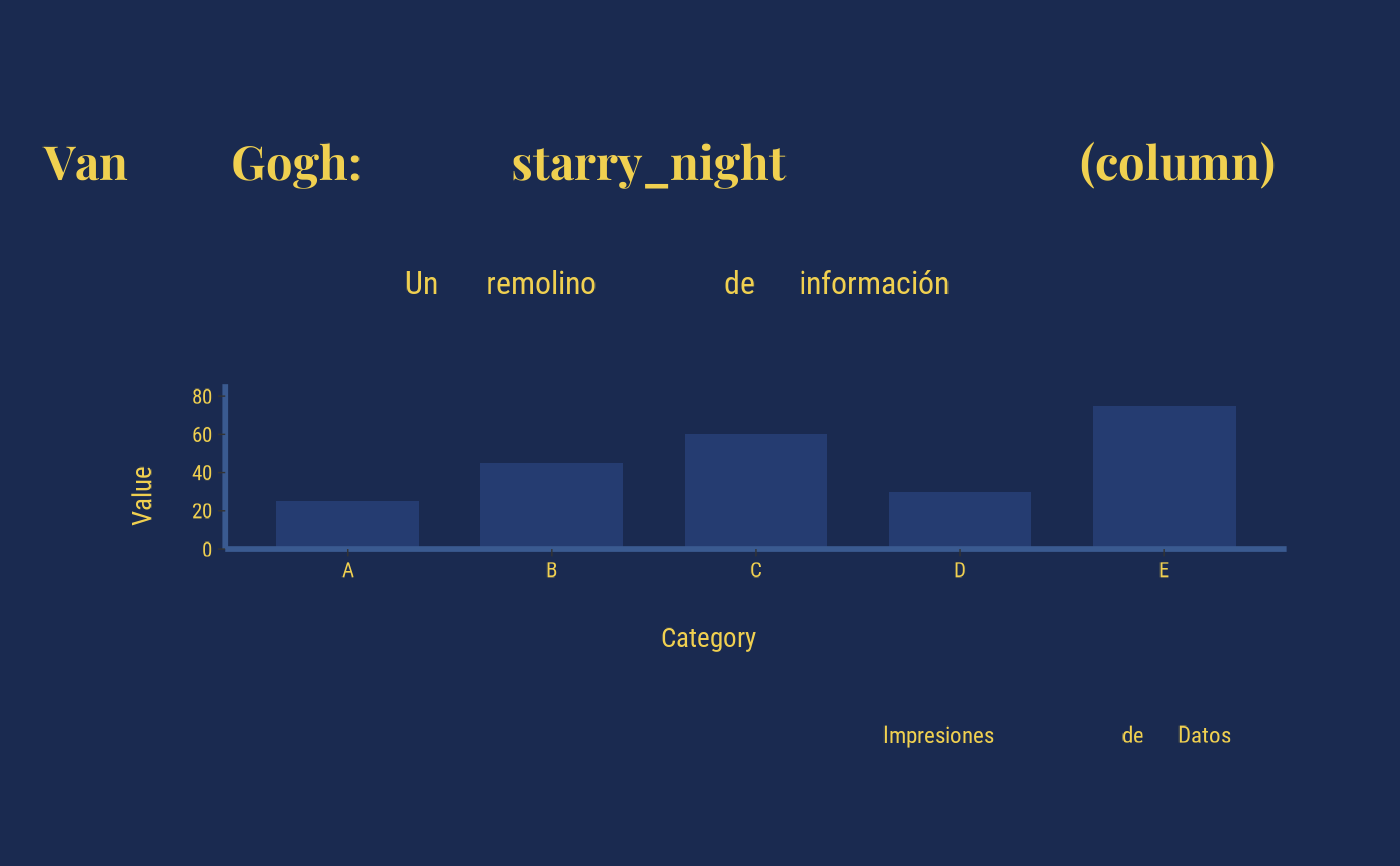 Van Gogh: starry_night (column)
Un remolino de información
80
60
40
20
0
Value
A B C D E
Category
Impresiones de Datos